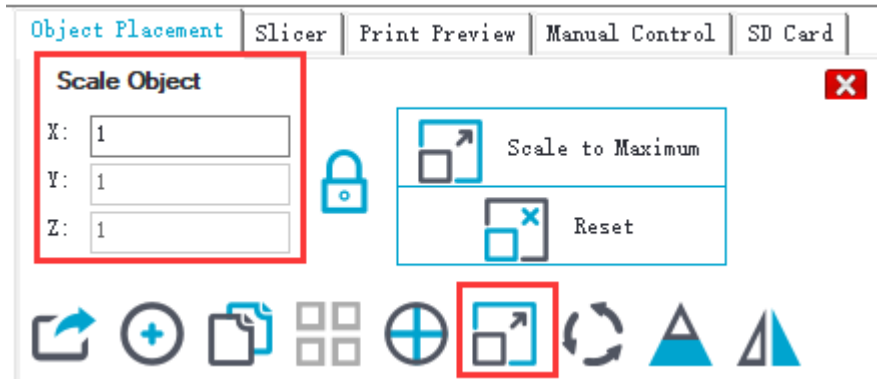 Object Placement Slicer Print Preview Manual Control SD Card
Scale Object
X: 1
Scale to Maximum
Y: 1
Z: 1
Reset